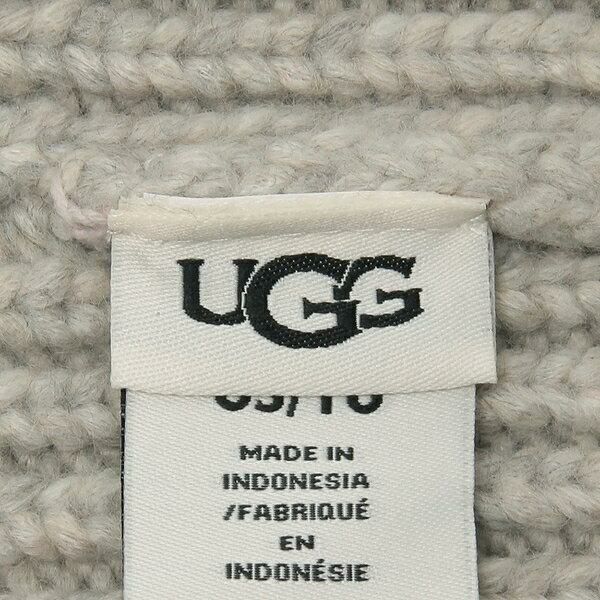 UGG
MADE IN
INDONESIA
/FABRIQUÉ
EN
INDONÉSIE